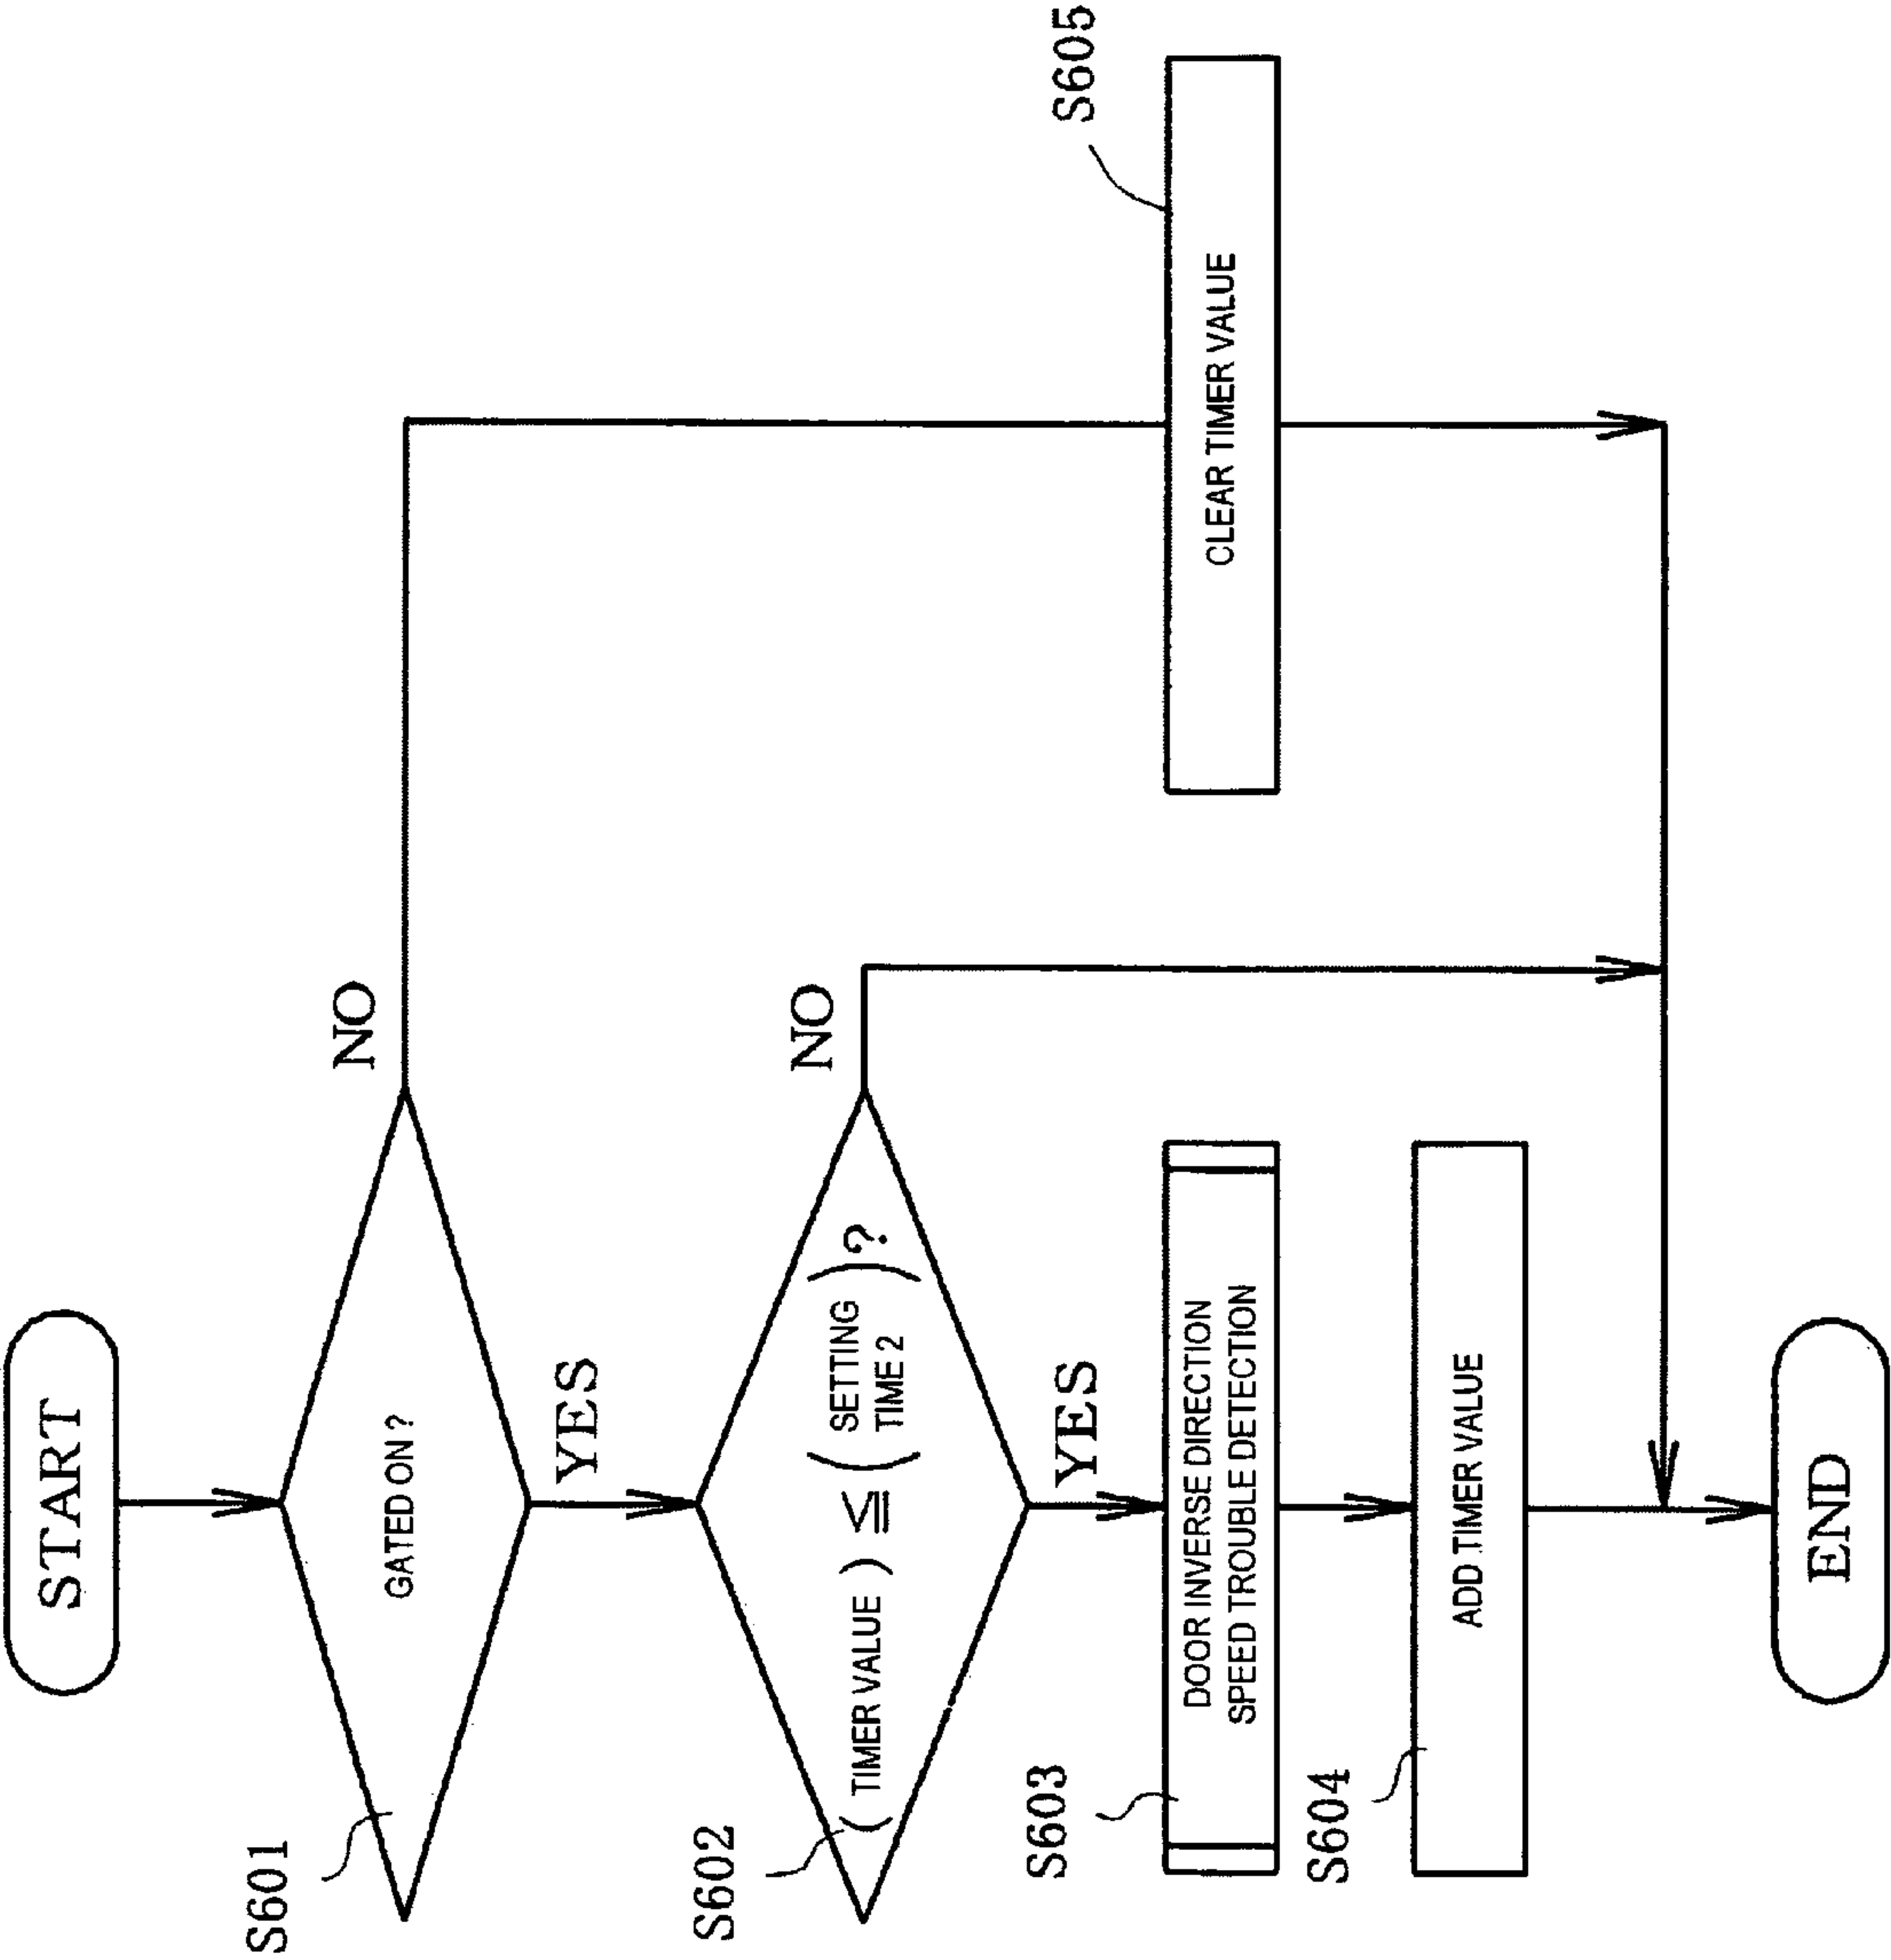 START
S601
GATED ON ?
NO
YES
S602
( TIMER VALUE ) ≦ ( SETTING TIME 2 ) ?
NO
YES
S603
DOOR INVERSE DIRECTION
SPEED TROUBLE DETECTION
S605
CLEAR TIMER VALUE
S604
ADD TIMER VALUE
END